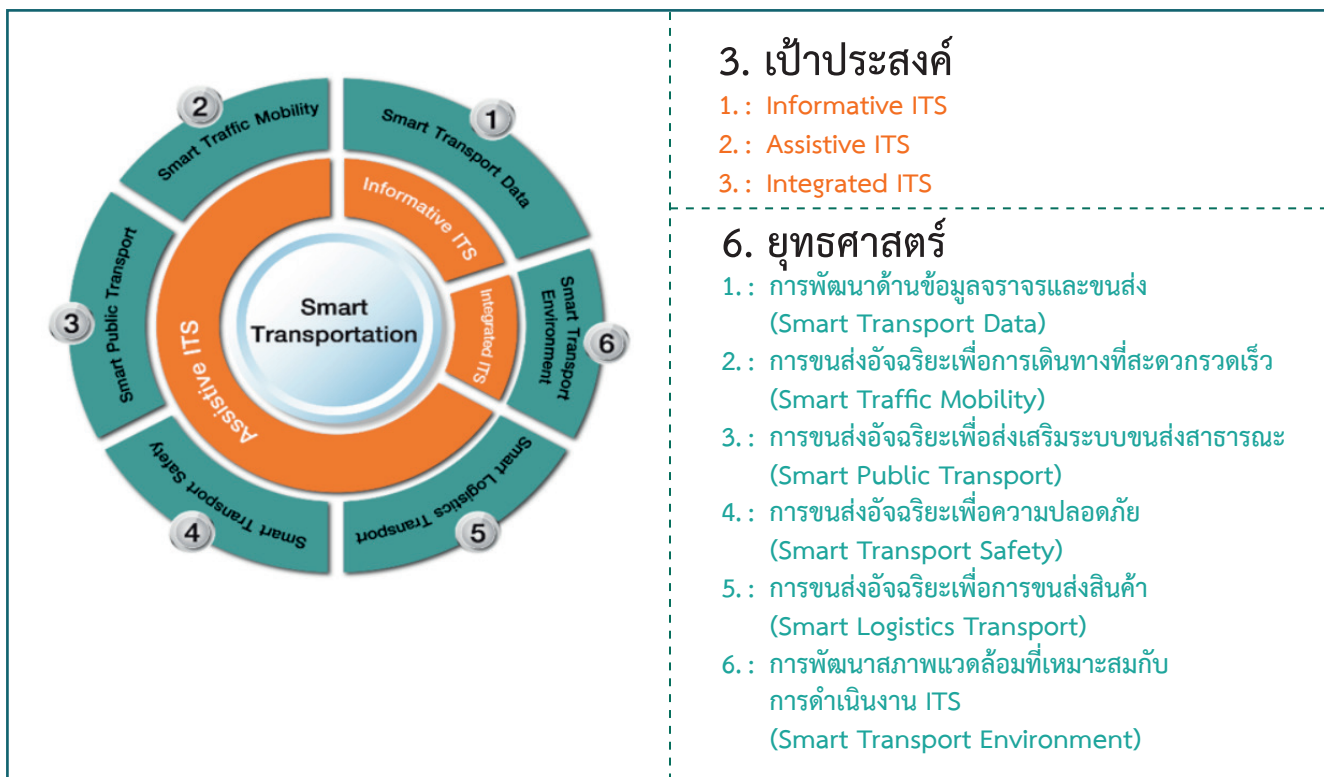 2
Smart Traffic Mobility
1
Smart Transport Data
Informative ITS
3
Smart Public Transport
Smart
Transportation
Integrated ITS
Smart Transport
Environment
6
Assistive ITS
4
Smart Transport Safety
Smart Logistics Transport
5
3. เป้าประสงค์
1. : Informative ITS
2. : Assistive ITS
3. : Integrated ITS
6. ยุทธศาสตร์
1. : การพัฒนาด้านข้อมูลจราจรและขนส่ง
(Smart Transport Data)
2. : การขนส่งอัจฉริยะเพื่อการเดินทางที่สะดวกรวดเร็ว
(Smart Traffic Mobility)
3. : การขนส่งอัจฉริยะเพื่อส่งเสริมระบบขนส่งสาธารณะ
(Smart Public Transport)
4. : การขนส่งอัจฉริยะเพื่อความปลอดภัย
(Smart Transport Safety)
5. : การขนส่งอัจฉริยะเพื่อการขนส่งสินค้า
(Smart Logistics Transport)
6. : การพัฒนาสภาพแวดล้อมที่เหมาะสมกับ
การดำเนินงาน ITS
(Smart Transport Environment)